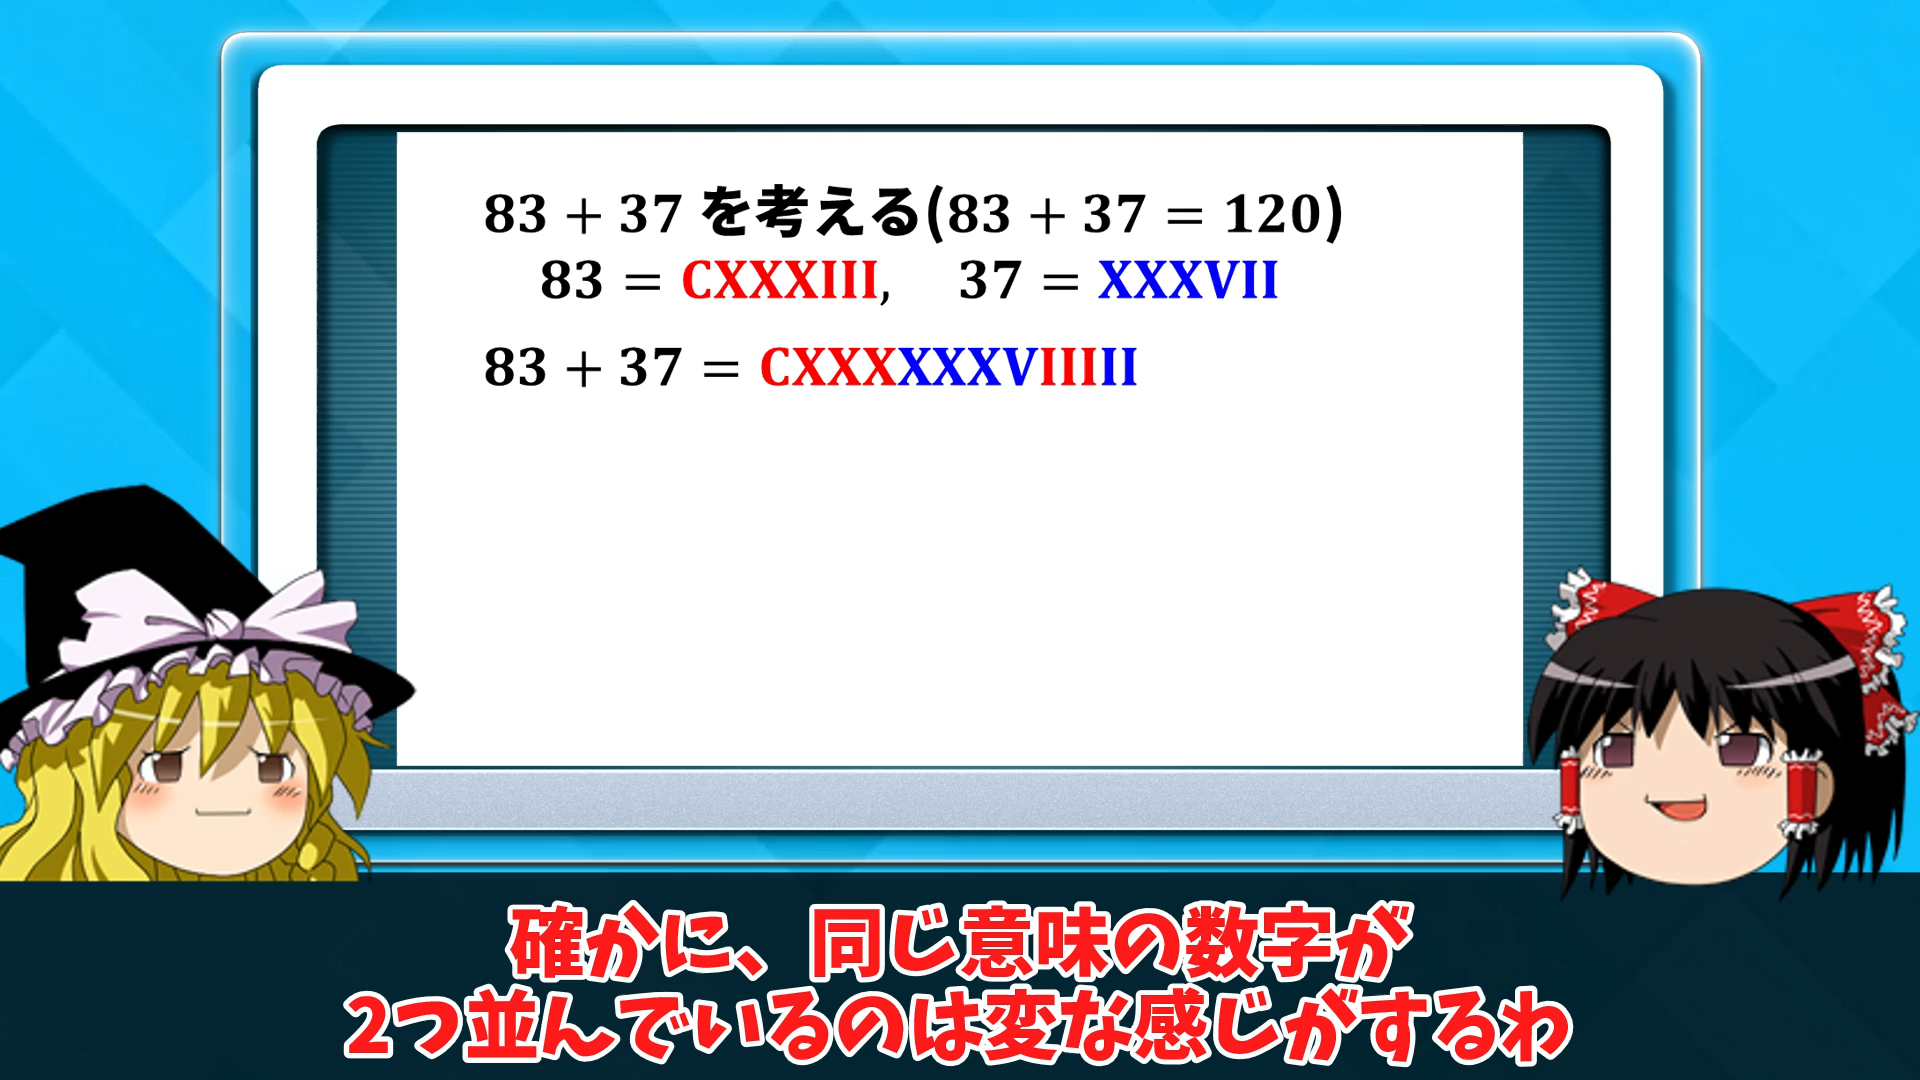 83 + 37 を考える(83 + 37 = 120)
83 = CXXXIII, 37 = XXXVII
83 + 37 = CXXXXXXVIIIII
確かに、同じ意味の数字が
2つ並んでいるのは変な感じがするわ